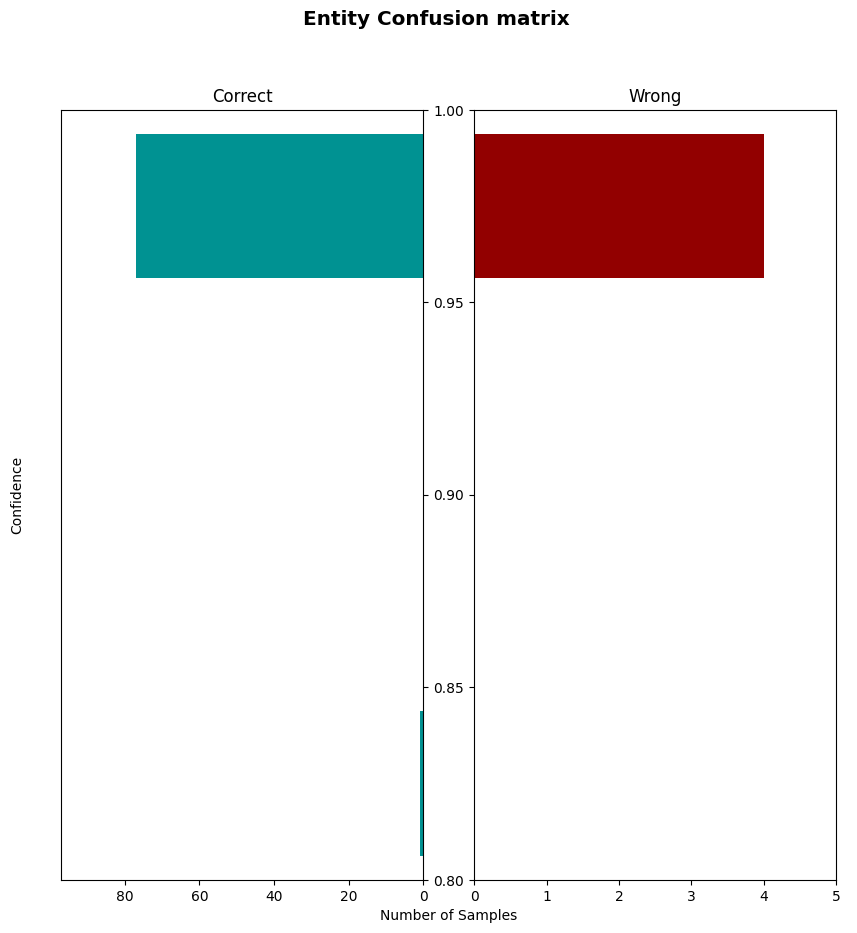 Entity Confusion matrix
Correct
Wrong
1.00
0.95
0.90
0.85
0.80
Confidence
80 60 40 20 0
0 1 2 3 4 5
Number of Samples